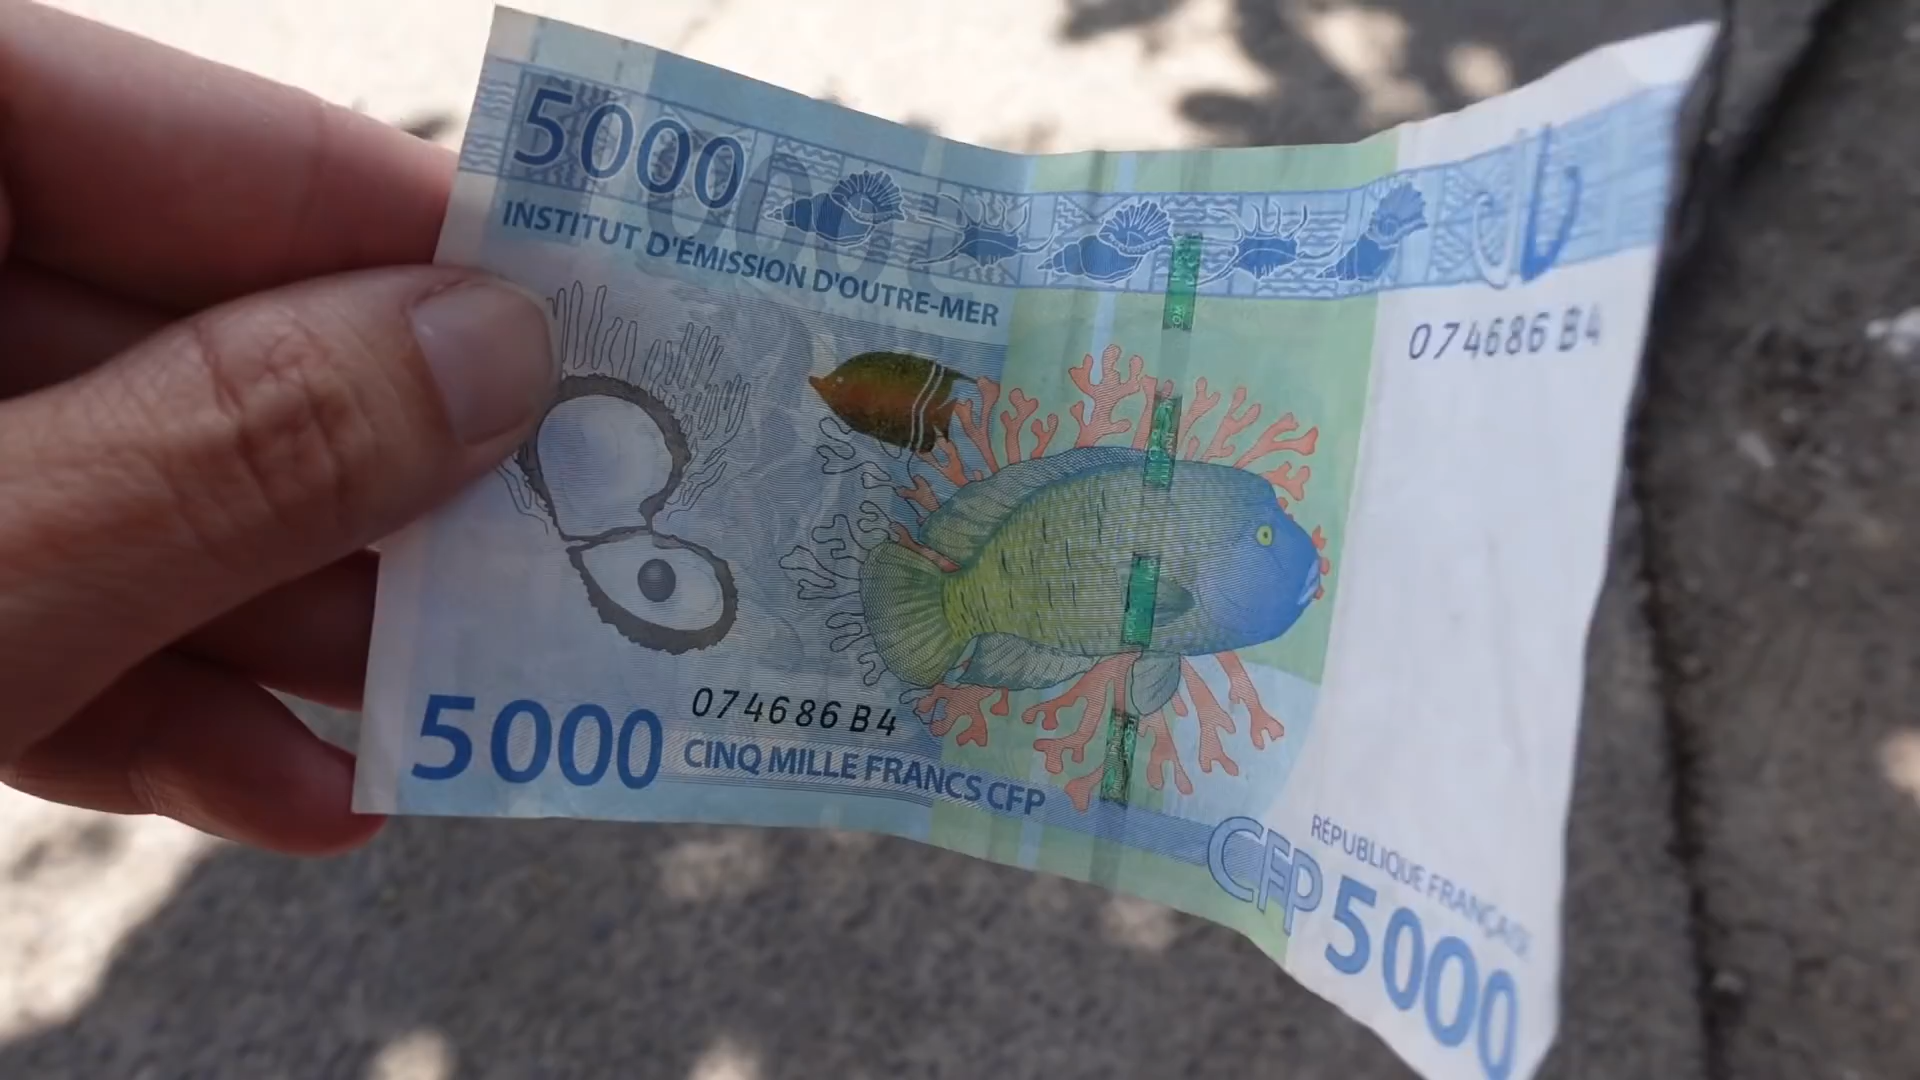 5000
INSTITUT D'ÉMISSION D'OUTRE-MER
074686 B4
074686 B4
5000
CINQ MILLE FRANCS CFP
RÉPUBLIQUE FRANÇAISE
CFP 5000